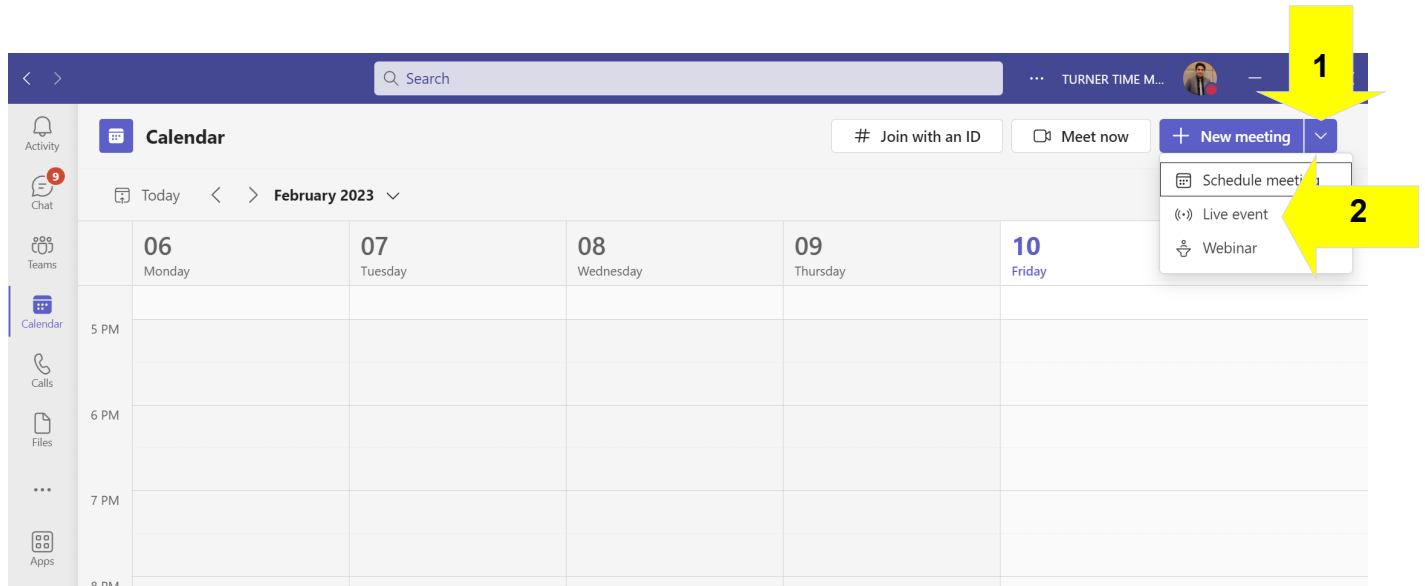 1
Search
... TURNER TIME M...
Activity
Calendar
# Join with an ID
Meet now
+ New meeting
9
Chat
Today
February 2023
Schedule meeting
2
Live event
Webinar
Teams
06
07
08
09
10
Monday
Tuesday
Wednesday
Thursday
Friday
Calendar
5 PM
Calls
6 PM
Files
...
7 PM
Apps
8 PM